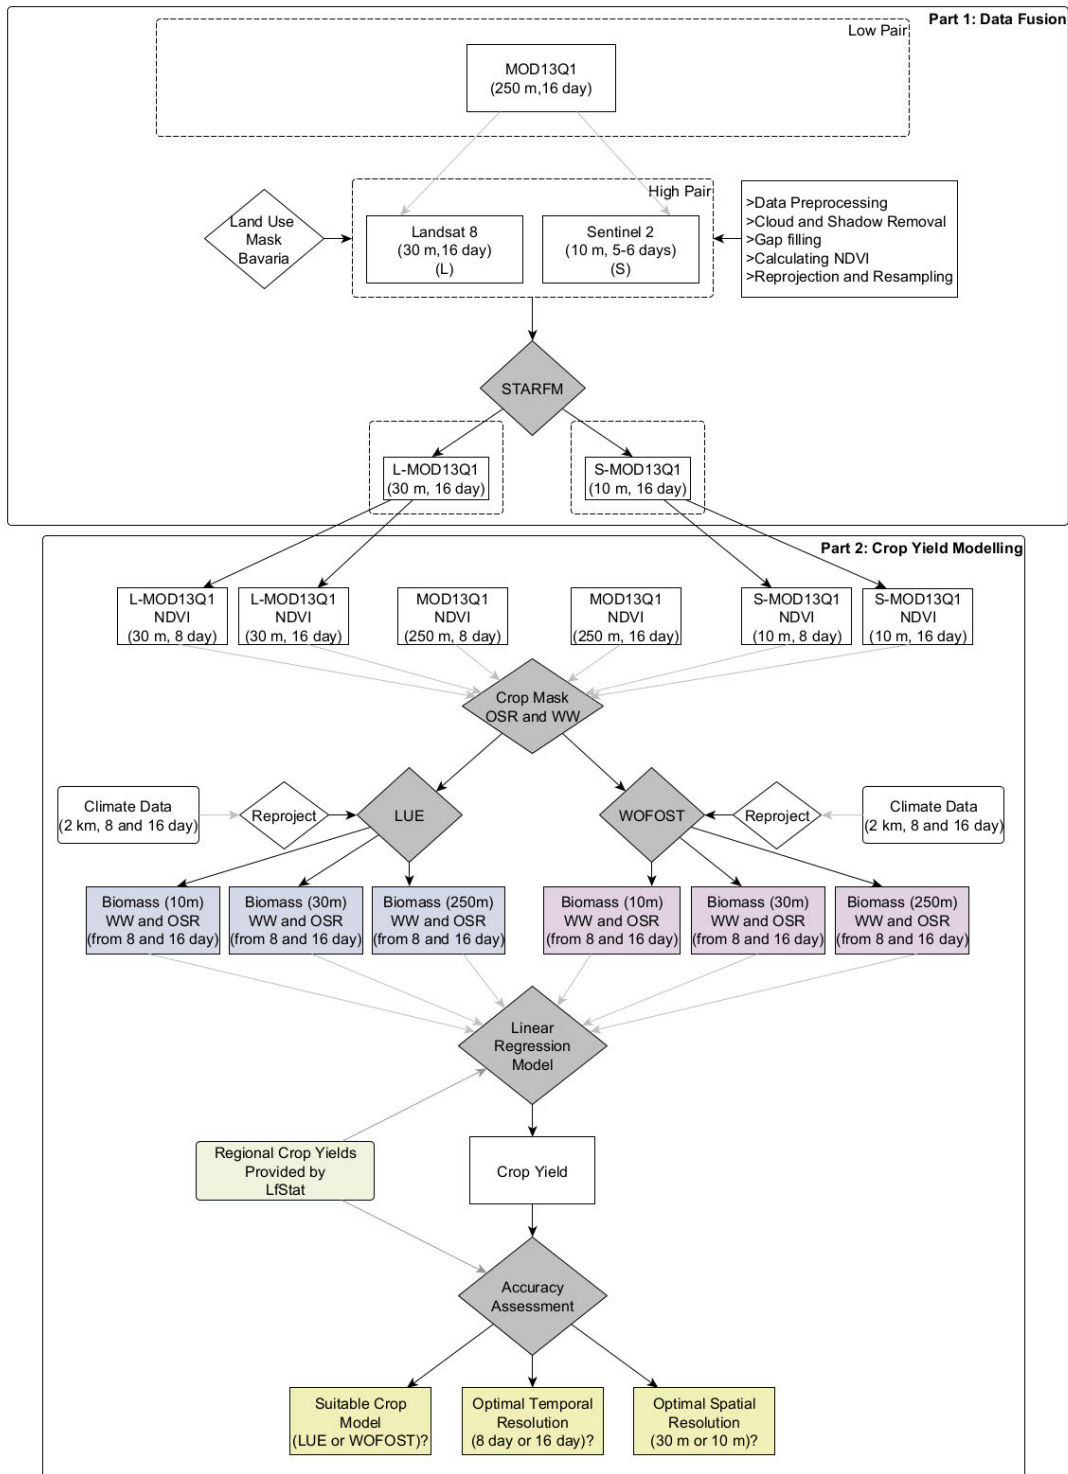 Part 1: Data Fusion
Low Pair
MOD13Q1
(250 m,16 day)
High Pair
Land Use
Mask
Bavaria
Landsat 8
(30 m,16 day)
(L)
Sentinel 2
(10 m, 5-6 days)
(S)
>Data Preprocessing
>Cloud and Shadow Removal
>Gap filling
>Calculating NDVI
>Reprojection and Resampling
STARFM
L-MOD13Q1
(30 m, 16 day)
S-MOD13Q1
(10 m, 16 day)
Part 2: Crop Yield Modelling
L-MOD13Q1
NDVI
(30 m, 8 day)
L-MOD13Q1
NDVI
(30 m, 16 day)
MOD13Q1
NDVI
(250 m, 8 day)
MOD13Q1
NDVI
(250 m, 16 day)
S-MOD13Q1
NDVI
(10 m, 8 day)
S-MOD13Q1
NDVI
(10 m, 16 day)
Crop Mask
OSR and WW
Climate Data
(2 km, 8 and 16 day)
Reproject
LUE
WOFOST
Reproject
Climate Data
(2 km, 8 and 16 day)
Biomass (10m)
WW and OSR
(from 8 and 16 day)
Biomass (30m)
WW and OSR
(from 8 and 16 day)
Biomass (250m)
WW and OSR
(from 8 and 16 day)
Biomass (10m)
WW and OSR
(from 8 and 16 day)
Biomass (30m)
WW and OSR
(from 8 and 16 day)
Biomass (250m)
WW and OSR
(from 8 and 16 day)
Linear
Regression
Model
Regional Crop Yields
Provided by
LfStat
Crop Yield
Accuracy
Assessment
Suitable Crop
Model
(LUE or WOFOST)?
Optimal Temporal
Resolution
(8 day or 16 day)?
Optimal Spatial
Resolution
(30 m or 10 m)?